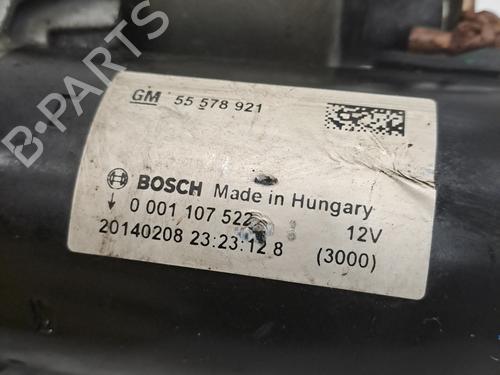 B-PARTS
GM 55 578 921
BOSCH Made in Hungary
0 001 107 522 12V
20140208 23:23:12 8 (3000)